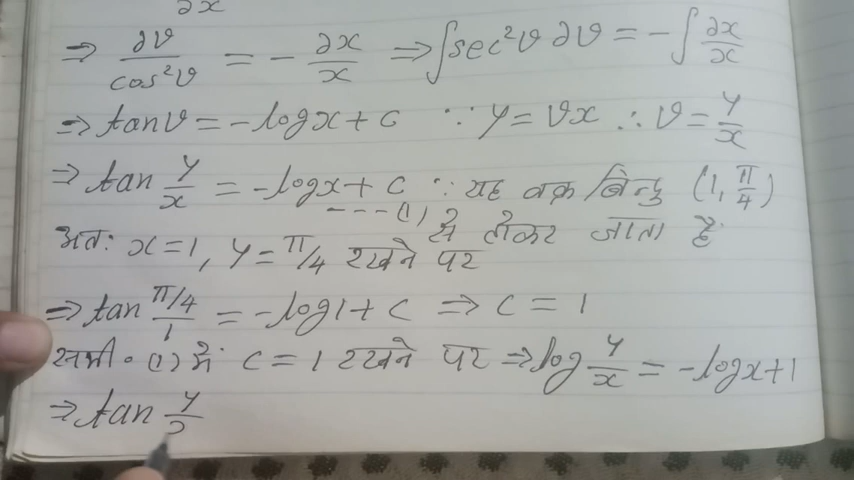 ∂x
⇒ ∂v/cos²v = - ∂x/x ⇒ ∫sec²v ∂v = -∫ ∂x/x
⇒ tan v = -log x + c ∵ y = vx ∴ v = y/x
⇒ tan y/x = -log x + c ∵ यह वक्र बिन्दु (1, π/4)
---(1) से होकर जाता है
अतः x = 1, y = π/4 रखने पर
⇒ tan π/4/1 = -log 1 + c ⇒ c = 1
समी० (1) में c = 1 रखने पर ⇒ log y/x = -log x + 1
⇒ tan y/x